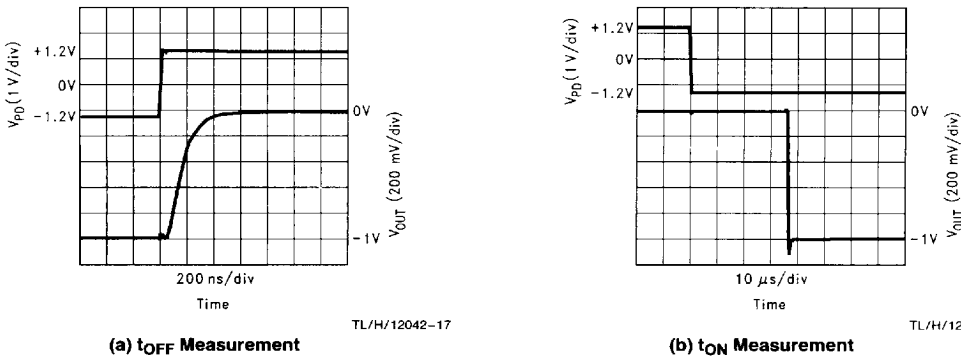 +1.2V
0V
−1.2V
V_PD (1 V/div)
0V
−1V
V_OUT (200 mV/div)
200 ns/div
Time
TL/H/12042–17
(a) t_OFF Measurement
+1.2V
0V
−1.2V
V_PD (1 V/div)
0V
−1V
V_OUT (200 mV/div)
10 μs/div
Time
TL/H/12
(b) t_ON Measurement